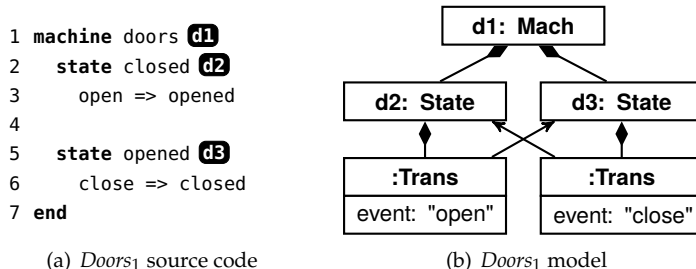 1 machine doors d1
2 state closed d2
3 open => opened
4
5 state opened d3
6 close => closed
7 end
(a) Doors1 source code
d1: Mach
d2: State
d3: State
:Trans
event: "open"
:Trans
event: "close"
(b) Doors1 model